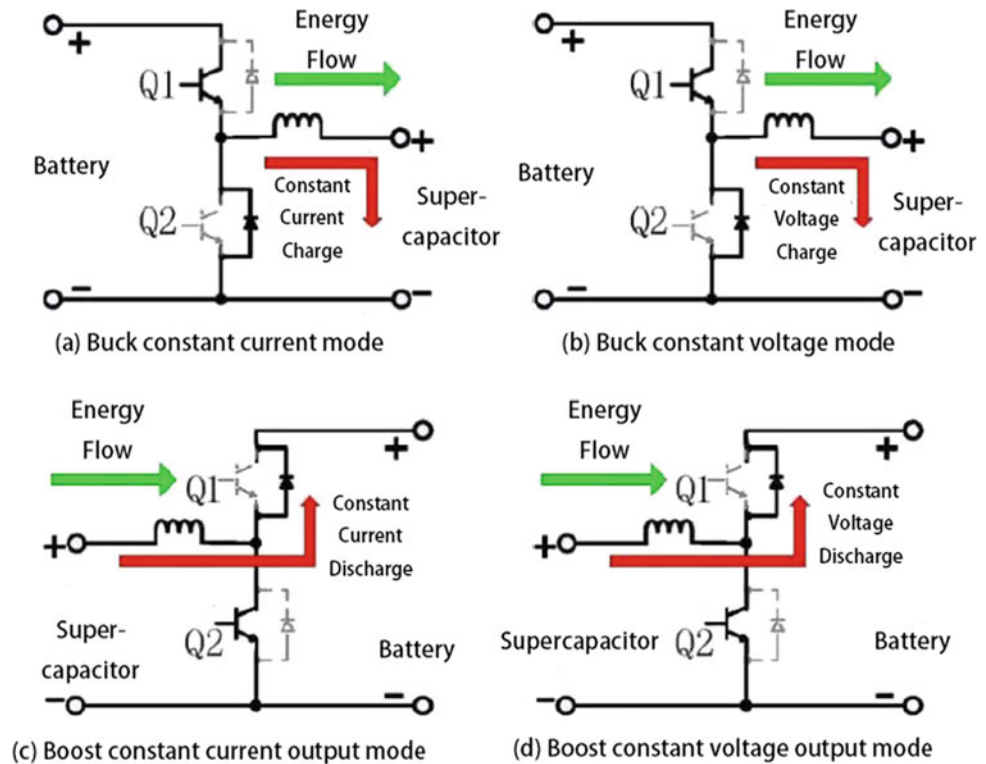 Energy
Flow
+
Q1
+
Battery
Constant
Current
Charge
Super-
capacitor
Q2
−
−
(a) Buck constant current mode
Energy
Flow
+
Q1
+
Battery
Constant
Voltage
Charge
Super-
capacitor
Q2
−
−
(b) Buck constant voltage mode
Energy
Flow
+
Q1
Constant
Current
Discharge
+
Super-
capacitor
Q2
Battery
−
−
(c) Boost constant current output mode
Energy
Flow
+
Q1
Constant
Voltage
Discharge
+
Supercapacitor
Q2
Battery
−
−
(d) Boost constant voltage output mode